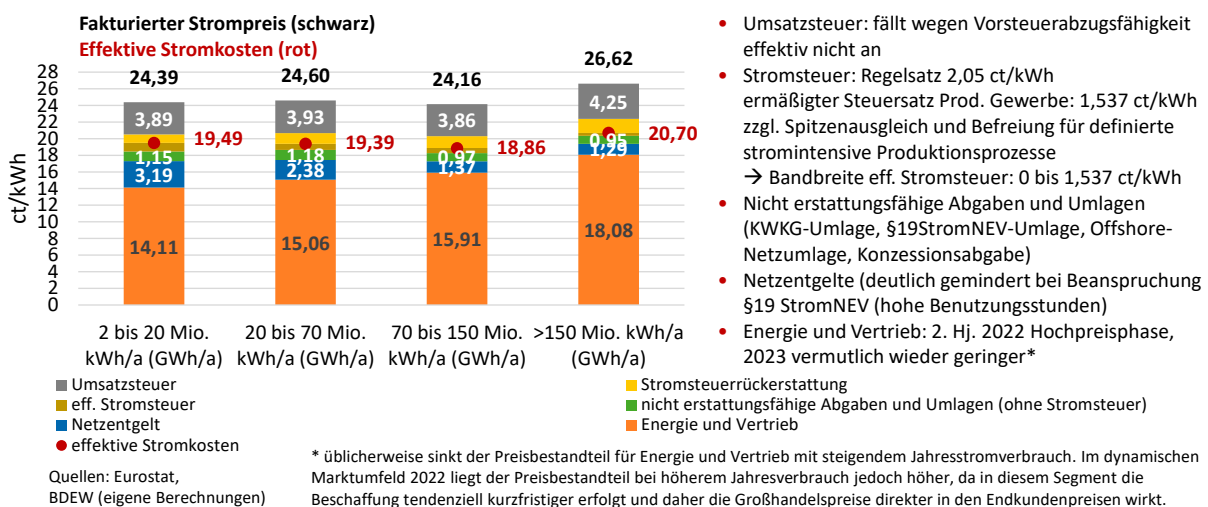 Fakturierter Strompreis (schwarz)
Effektive Stromkosten (rot)
ct/kWh
28
26
24
22
20
18
16
14
12
10
8
6
4
2
0
24,39
24,60
24,16
26,62
3,89
3,93
3,86
4,25
19,49
19,39
18,86
20,70
1,15
1,18
0,97
0,95
3,19
2,38
1,37
1,29
14,11
15,06
15,91
18,08
2 bis 20 Mio.
kWh/a (GWh/a)
20 bis 70 Mio.
kWh/a (GWh/a)
70 bis 150 Mio.
kWh/a (GWh/a)
>150 Mio. kWh/a
(GWh/a)
Umsatzsteuer
eff. Stromsteuer
Netzentgelt
effektive Stromkosten
Stromsteuerrückerstattung
nicht erstattungsfähige Abgaben und Umlagen (ohne Stromsteuer)
Energie und Vertrieb
• Umsatzsteuer: fällt wegen Vorsteuerabzugsfähigkeit
effektiv nicht an
• Stromsteuer: Regelsatz 2,05 ct/kWh
ermäßigter Steuersatz Prod. Gewerbe: 1,537 ct/kWh
zzgl. Spitzenausgleich und Befreiung für definierte
stromintensive Produktionsprozesse
→ Bandbreite eff. Stromsteuer: 0 bis 1,537 ct/kWh
• Nicht erstattungsfähige Abgaben und Umlagen
(KWKG-Umlage, §19StromNEV-Umlage, Offshore-
Netzumlage, Konzessionsabgabe)
• Netzentgelte (deutlich gemindert bei Beanspruchung
§19 StromNEV (hohe Benutzungsstunden)
• Energie und Vertrieb: 2. Hj. 2022 Hochpreisphase,
2023 vermutlich wieder geringer*
Quellen: Eurostat,
BDEW (eigene Berechnungen)
* üblicherweise sinkt der Preisbestandteil für Energie und Vertrieb mit steigendem Jahresstromverbrauch. Im dynamischen
Marktumfeld 2022 liegt der Preisbestandteil bei höherem Jahresverbrauch jedoch höher, da in diesem Segment die
Beschaffung tendenziell kurzfristiger erfolgt und daher die Großhandelspreise direkter in den Endkundenpreisen wirkt.